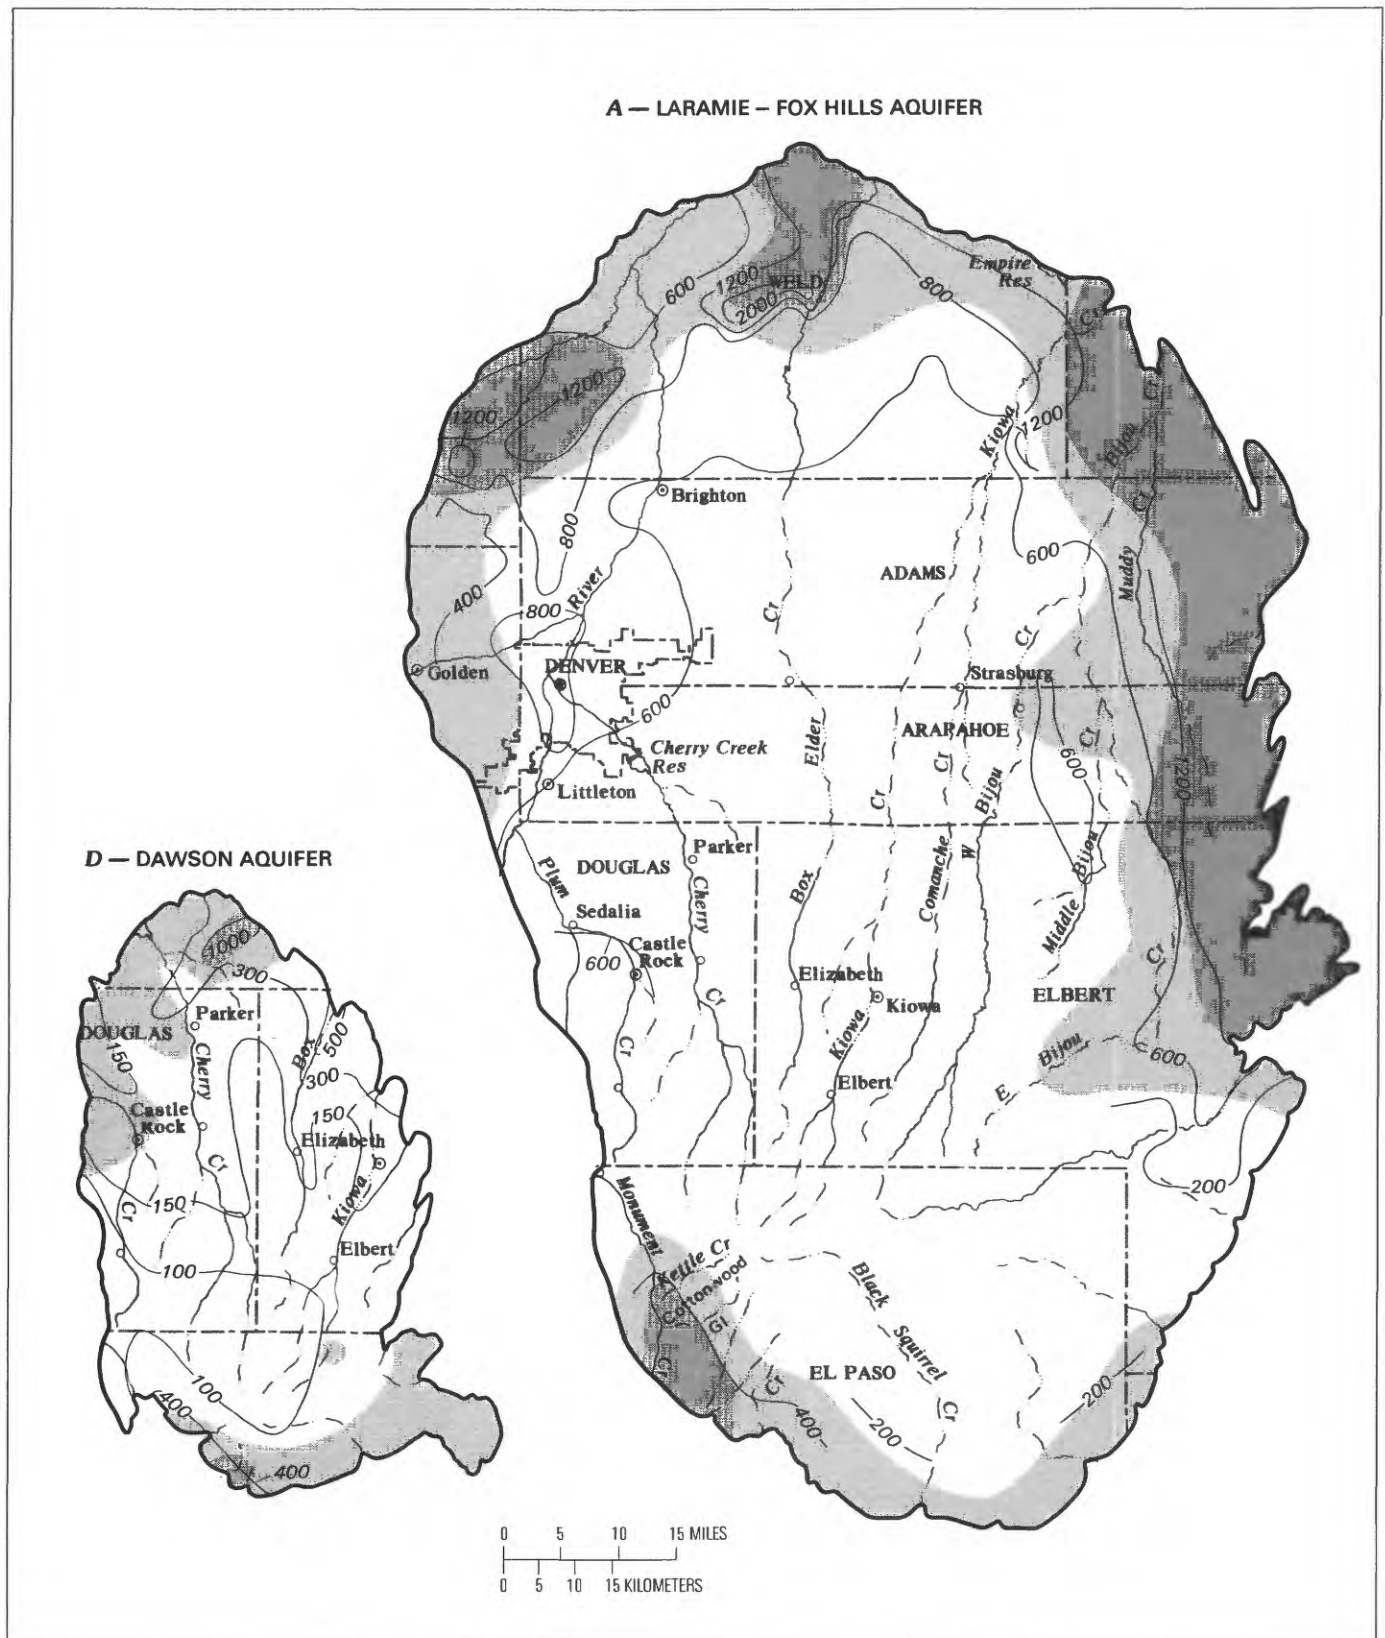 A — LARAMIE – FOX HILLS AQUIFER
Empire
Res
WELD
600
1200
2000
800
Cr
1200
1200
1200
Kiowa
Bijou
Cr
Cr
Brighton
800
800
River
400
Golden
DENVER
600
ADAMS
600
Muddy
Cr
Cr
Strasburg
ARAPAHOE
Cherry Creek
Res
Littleton
Elder
Cr
Cr
Bijou
W
600
Cr
1200
Middle
Bijou
DOUGLAS
Parker
Plum
Cherry
Sedalia
Castle
Rock
600
Cr
Cr
Box
Elizabeth
Comanche
Kiowa
Kiowa
Elbert
ELBERT
Cr
E
Bijou
600
200
Monument
Kettle Cr
Cottonwood
Cr
Cr
Black
Squirrel
Cr
EL PASO
400
200
200
D — DAWSON AQUIFER
1000
300
Parker
DOUGLAS
150
Cherry
Box
500
300
150
Castle
Rock
Elizabeth
Cr
150
Cr
Kiowa
Elbert
100
100
400
400
0 5 10 15 MILES
0 5 10 15 KILOMETERS